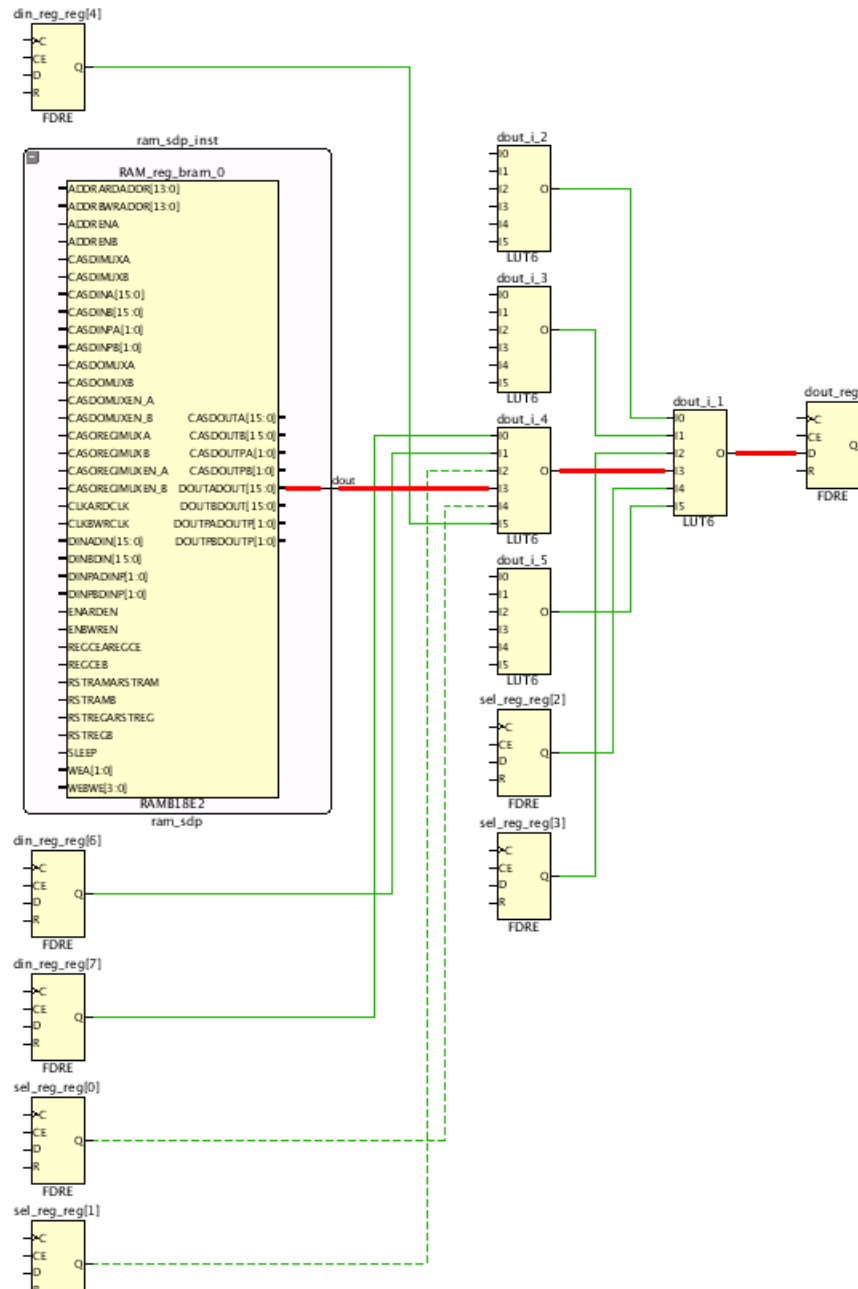 din_reg_reg[4]
C
CE
D
R
Q
FDRE
ram_sdp_inst
RAM_reg_bram_0
ADDRARDADDR[13:0]
ADDRBWRADDR[13:0]
ADDRENA
ADDRENB
CASDIMUXA
CASDIMUXB
CASDINA[15:0]
CASDINB[15:0]
CASDINPA[1:0]
CASDINPB[1:0]
CASDOMUXA
CASDOMUXB
CASDOMUXEN_A
CASDOMUXEN_B CASDOUTA[15:0]
CASOREGIMUXA CASDOUTB[15:0]
CASOREGIMUXB CASDOUTPA[1:0]
CASOREGIMUXEN_A CASDOUTPB[1:0]
CASOREGIMUXEN_B DOUTADOUT[15:0] dout
CLKARDCLK DOUTBDOUT[15:0]
CLKBWRCLK DOUTPADOUTP[1:0]
DINADIN[15:0] DOUTPBDOUTP[1:0]
DINBDIN[15:0]
DINPADINP[1:0]
DINPBDINP[1:0]
ENARDEN
ENBWREN
REGCEAREGCE
REGCEB
RSTRAMARSTRAM
RSTRAMB
RSTREGARSTREG
RSTREGB
SLEEP
WEA[1:0]
WEBWE[3:0]
RAMB18E2
ram_sdp
din_reg_reg[6]
C
CE
D
R
Q
FDRE
din_reg_reg[7]
C
CE
D
R
Q
FDRE
sel_reg_reg[0]
C
CE
D
R
Q
FDRE
sel_reg_reg[1]
C
CE
D
R
Q
dout_i_2
I0
I1
I2 O
I3
I4
I5
LUT6
dout_i_3
I0
I1
I2 O
I3
I4
I5
LUT6
dout_i_4
I0
I1
I2 O
I3
I4
I5
LUT6
dout_i_5
I0
I1
I2 O
I3
I4
I5
LUT6
sel_reg_reg[2]
C
CE
D
R
Q
FDRE
sel_reg_reg[3]
C
CE
D
R
Q
FDRE
dout_i_1
I0
I1
I2 O
I3
I4
I5
LUT6
dout_reg
C
CE
D
R
Q
FDRE